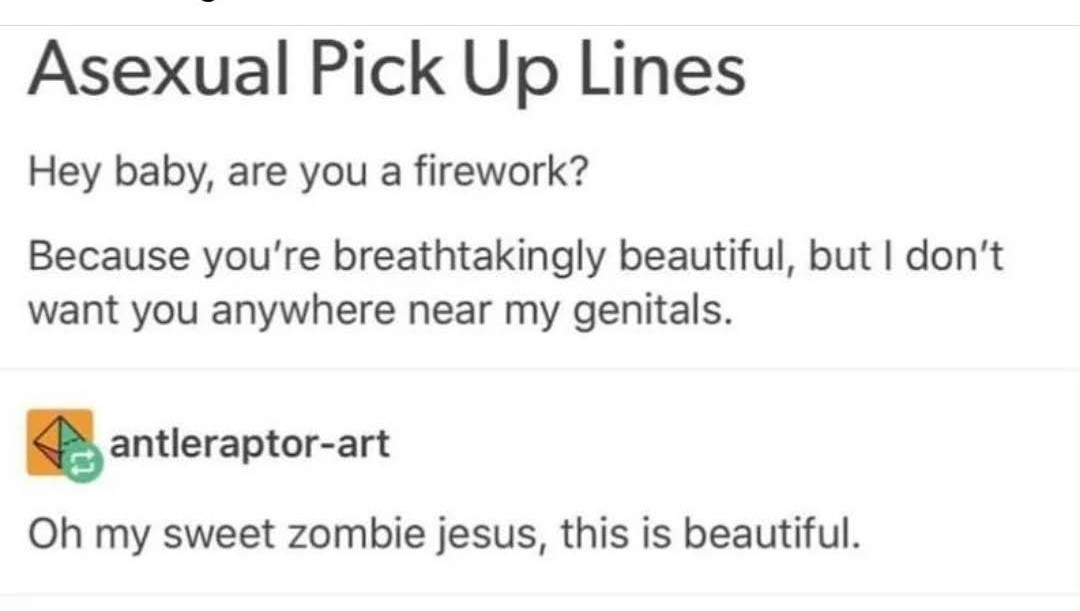 Asexual Pick Up Lines
Hey baby, are you a firework?
Because you’re breathtakingly beautiful, but I don’t
want you anywhere near my genitals.
antleraptor-art
Oh my sweet zombie jesus, this is beautiful.